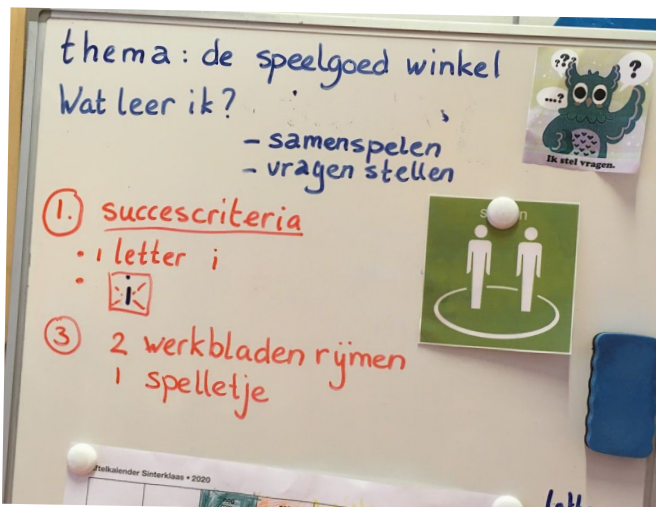 thema: de speelgoed winkel
Wat leer ik?
- samenspelen
- vragen stellen
???
?
...?
Ik stel vragen.
1. succescriteria
• 1 letter i
• i
3 2 werkbladen rijmen
1 spelletje
ftelkalender Sinterklaas • 2020